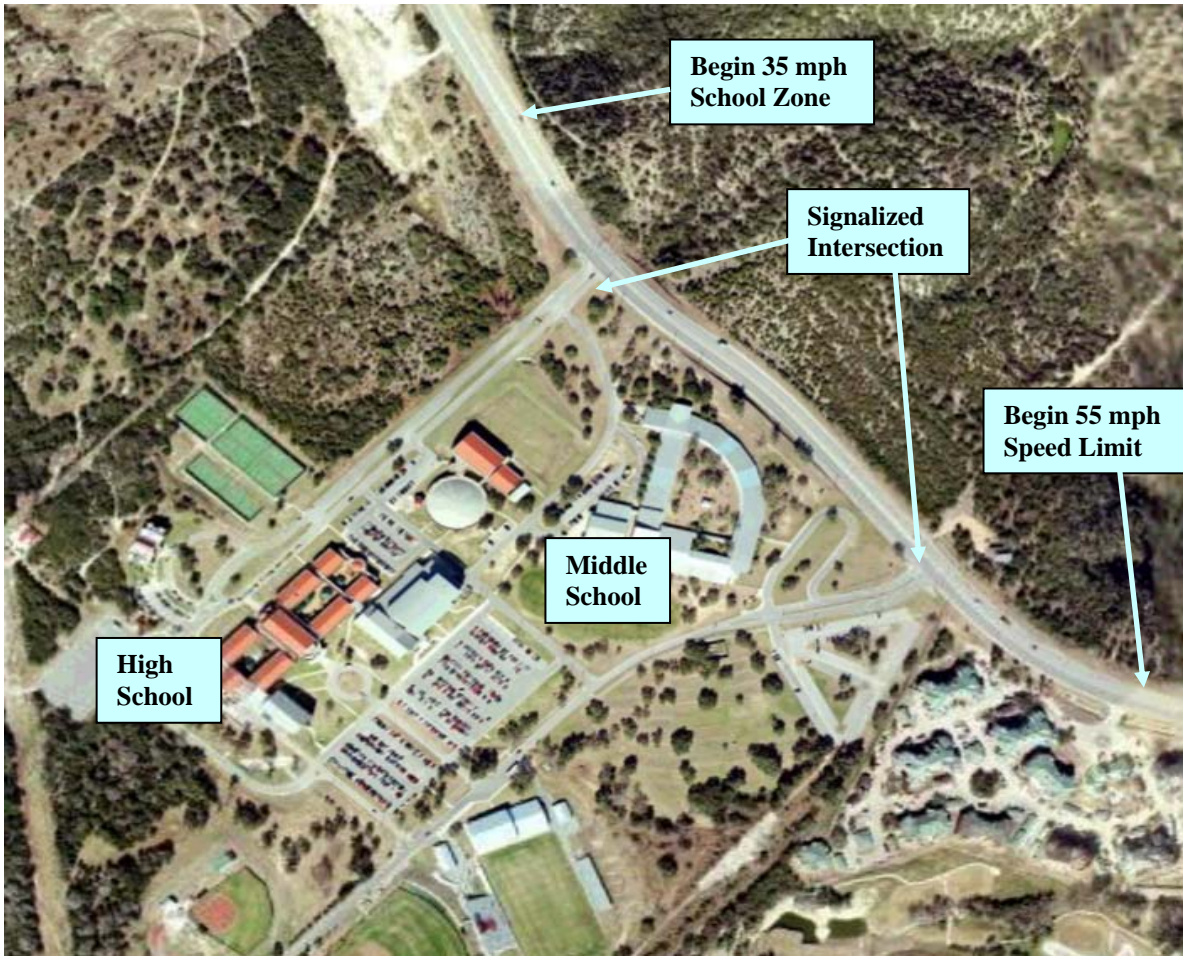 Begin 35 mph
School Zone
Signalized
Intersection
Begin 55 mph
Speed Limit
Middle
School
High
School